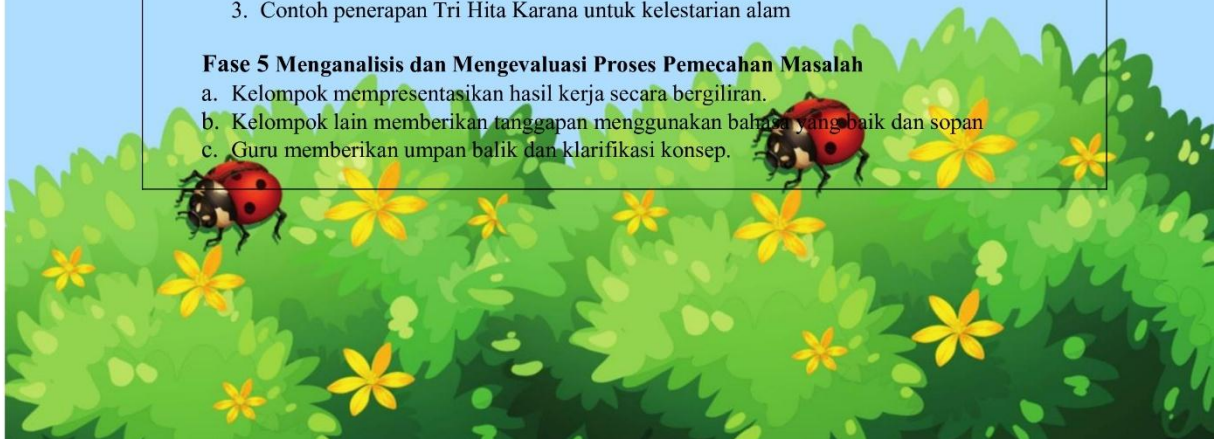 3. Contoh penerapan Tri Hita Karana untuk kelestarian alam
Fase 5 Menganalisis dan Mengevaluasi Proses Pemecahan Masalah
a. Kelompok mempresentasikan hasil kerja secara bergiliran.
b. Kelompok lain memberikan tanggapan menggunakan bahasa yang baik dan sopan
c. Guru memberikan umpan balik dan klarifikasi konsep.